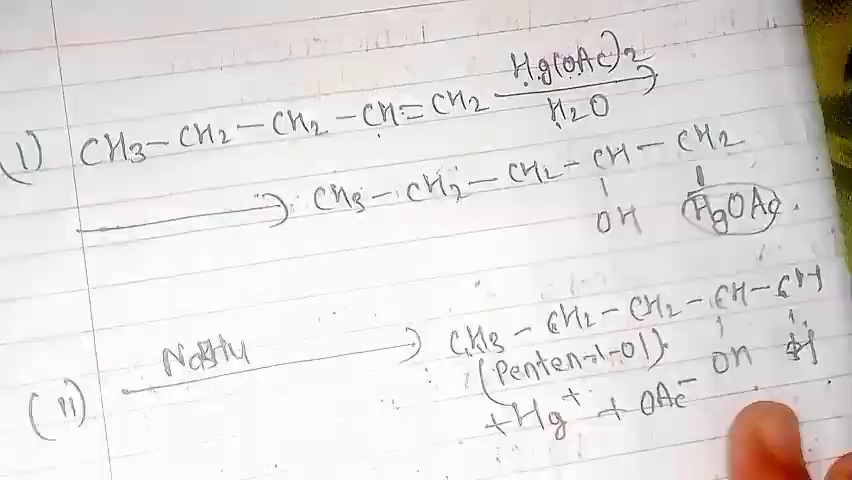 Hg(OAc)2
(I) CH3-CH2-CH2-CH=CH2 ⟶
H2O
⟶ CH3-CH2-CH2-CH-CH2
OH HgOAc.
(II) NaBH4 ⟶ CH3-CH2-CH2-CH-CH
(Penten-1-ol). OH H
+Hg+ + OAc-